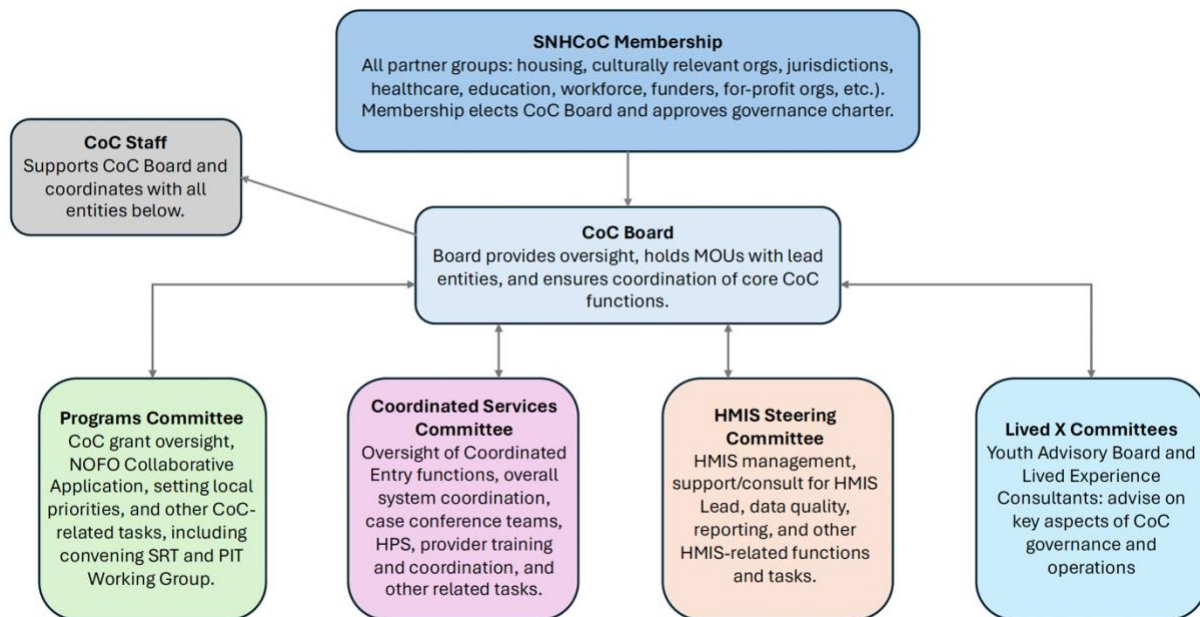 SNHCoC Membership
All partner groups: housing, culturally relevant orgs, jurisdictions,
healthcare, education, workforce, funders, for-profit orgs, etc.).
Membership elects CoC Board and approves governance charter.
CoC Staff
Supports CoC Board and
coordinates with all
entities below.
CoC Board
Board provides oversight, holds MOUs with lead
entities, and ensures coordination of core CoC
functions.
Programs Committee
CoC grant oversight,
NOFO Collaborative
Application, setting local
priorities, and other CoC-
related tasks, including
convening SRT and PIT
Working Group.
Coordinated Services
Committee
Oversight of Coordinated
Entry functions, overall
system coordination,
case conference teams,
HPS, provider training
and coordination, and
other related tasks.
HMIS Steering
Committee
HMIS management,
support/consult for HMIS
Lead, data quality,
reporting, and other
HMIS-related functions
and tasks.
Lived X Committees
Youth Advisory Board and
Lived Experience
Consultants: advise on
key aspects of CoC
governance and
operations